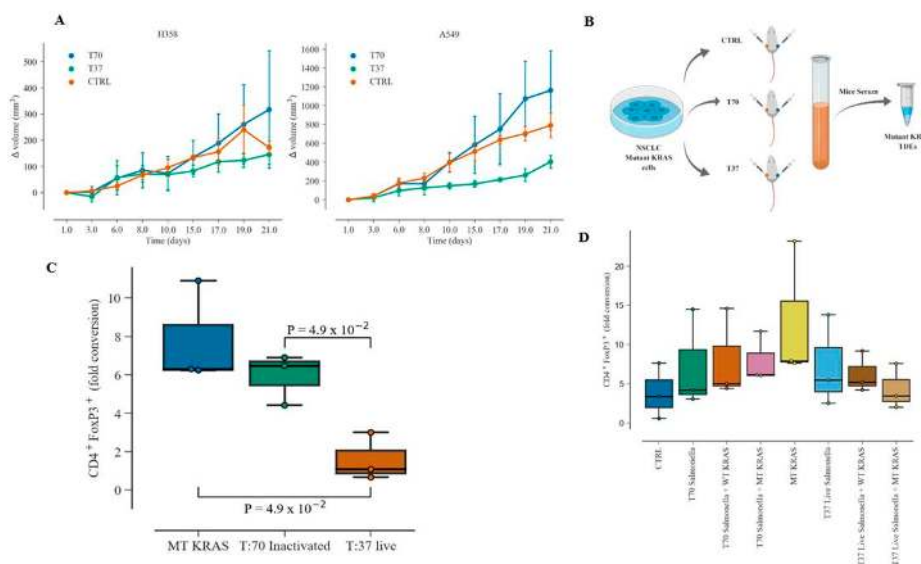 A
H358
T70
T37
CTRL
Δ volume (mm³)
500
400
300
200
100
0
1.0 3.0 6.0 8.0 10.0 15.0 17.0 19.0 21.0
Time (days)
A549
T70
T37
CTRL
Δ volume (mm³)
1600
1400
1200
1000
800
600
400
200
0
1.0 3.0 6.0 8.0 10.0 15.0 17.0 19.0 21.0
Time (days)
B
CTRL
T70
T37
NSCLC
Mutant KRAS
cells
Mice Serum
Mutant KR
TDEs
C
CD4⁺ FoxP3⁺ (fold conversion)
10
8
6
4
2
0
P = 4.9 x 10⁻²
P = 4.9 x 10⁻²
MT KRAS T:70 Inactivated T:37 live
D
CD4⁺ FoxP3⁺
(fold conversion)
20
15
10
5
0
CTRL
T70 Salmonella
T70 Salmonella + WT KRAS
T70 Salmonella + MT KRAS
MT KRAS
T37 Live Salmonella
T37 Live Salmonella + WT KRAS
T37 Live Salmonella + MT KRAS